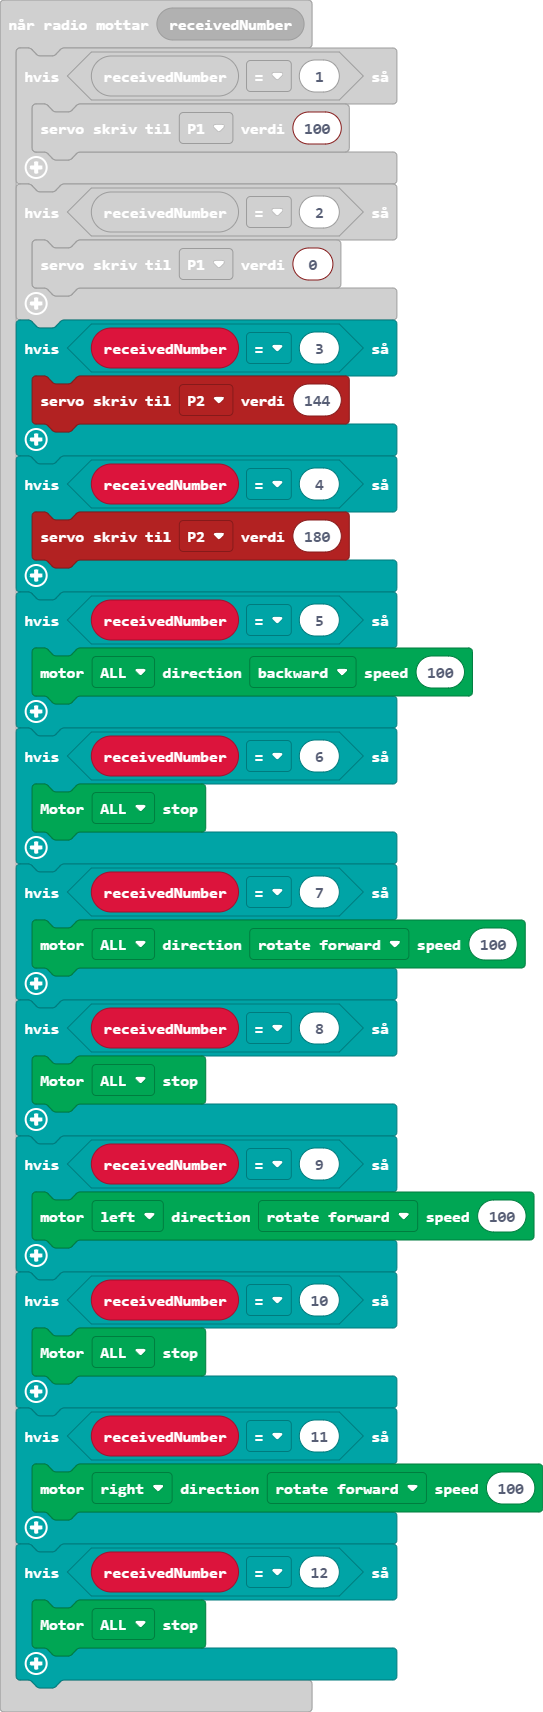 når radio mottar receivedNumber
hvis receivedNumber = 1 så
servo skriv til P1 verdi 100
hvis receivedNumber = 2 så
servo skriv til P1 verdi 0
hvis receivedNumber = 3 så
servo skriv til P2 verdi 144
hvis receivedNumber = 4 så
servo skriv til P2 verdi 180
hvis receivedNumber = 5 så
motor ALL direction backward speed 100
hvis receivedNumber = 6 så
Motor ALL stop
hvis receivedNumber = 7 så
motor ALL direction rotate forward speed 100
hvis receivedNumber = 8 så
Motor ALL stop
hvis receivedNumber = 9 så
motor left direction rotate forward speed 100
hvis receivedNumber = 10 så
Motor ALL stop
hvis receivedNumber = 11 så
motor right direction rotate forward speed 100
hvis receivedNumber = 12 så
Motor ALL stop